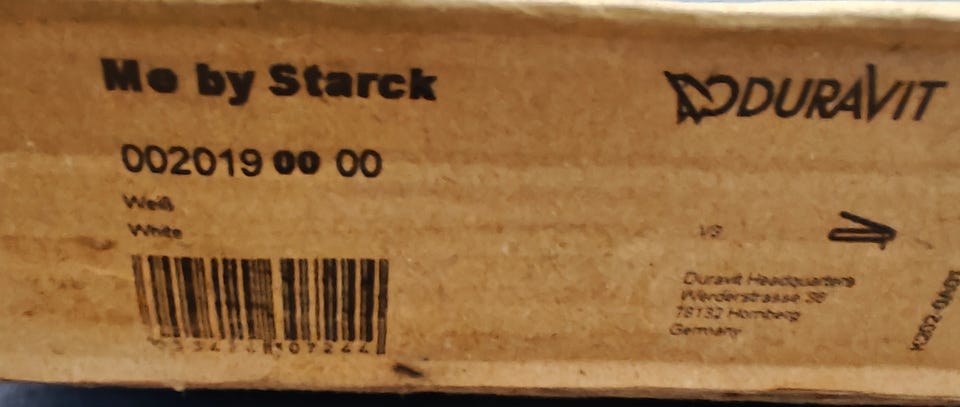 Me by Starck
DURAVIT
002019 00 00
Weiß
White
Duravit Headquarters
Werderstrasse 36
78132 Hornberg
Germany